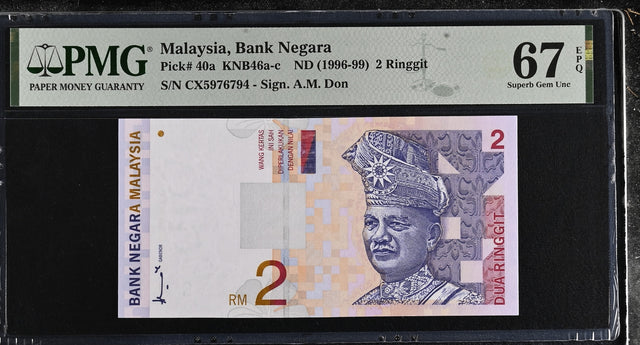 PMG
PAPER MONEY GUARANTY
Malaysia, Bank Negara
Pick# 40a KNB46a-c ND (1996-99) 2 Ringgit
S/N CX5976794 - Sign. A.M. Don
67
EPQ
Superb Gem Unc
BANK NEGARA MALAYSIA
GABENOR
WANG KERTAS
INI SAH
DIPERLAKUKAN
DENGAN NILAI
RM 2
2
DUA RINGGIT